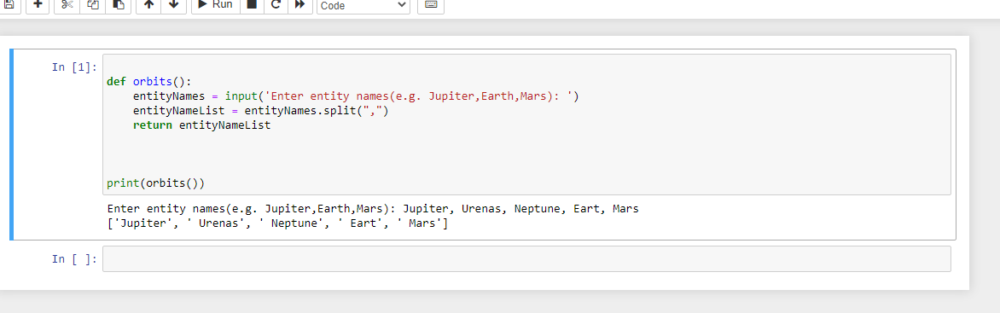 Run
Code
In [1]:
def orbits():
    entityNames = input('Enter entity names(e.g. Jupiter,Earth,Mars): ')
    entityNameList = entityNames.split(",")
    return entityNameList
print(orbits())
Enter entity names(e.g. Jupiter,Earth,Mars): Jupiter, Urenas, Neptune, Eart, Mars
['Jupiter', ' Urenas', ' Neptune', ' Eart', ' Mars']
In [ ]: